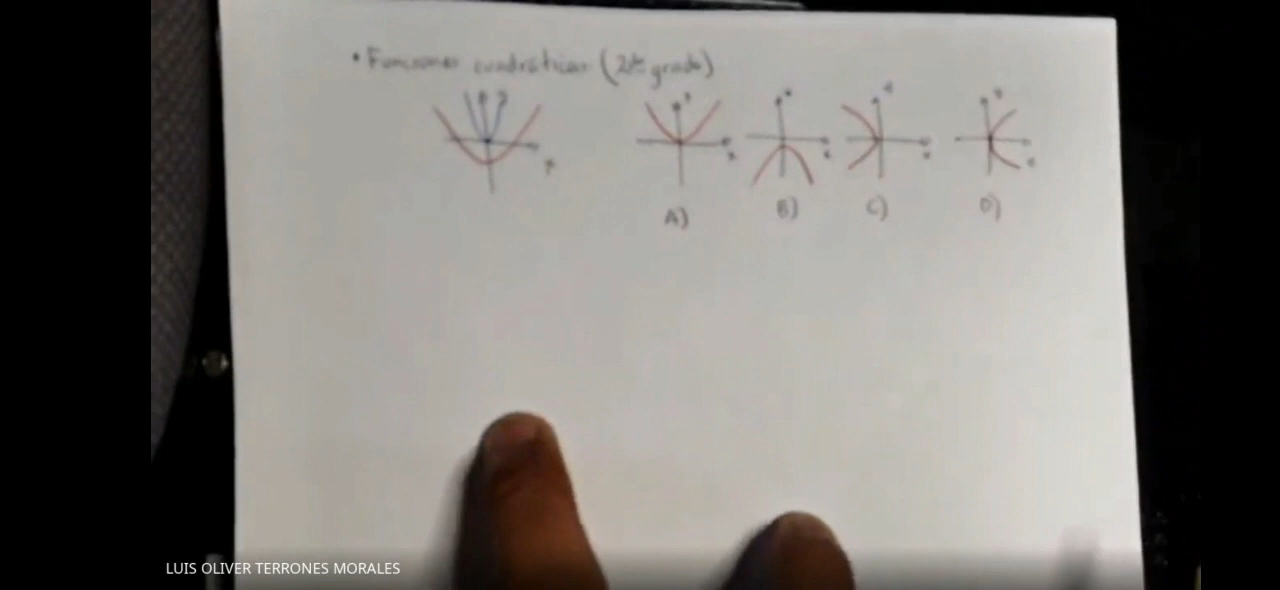 • Funciones cuadráticas (2do grado)
y
x
y
x
x
y
x
y
x
A) B) C) D)
LUIS OLIVER TERRONES MORALES